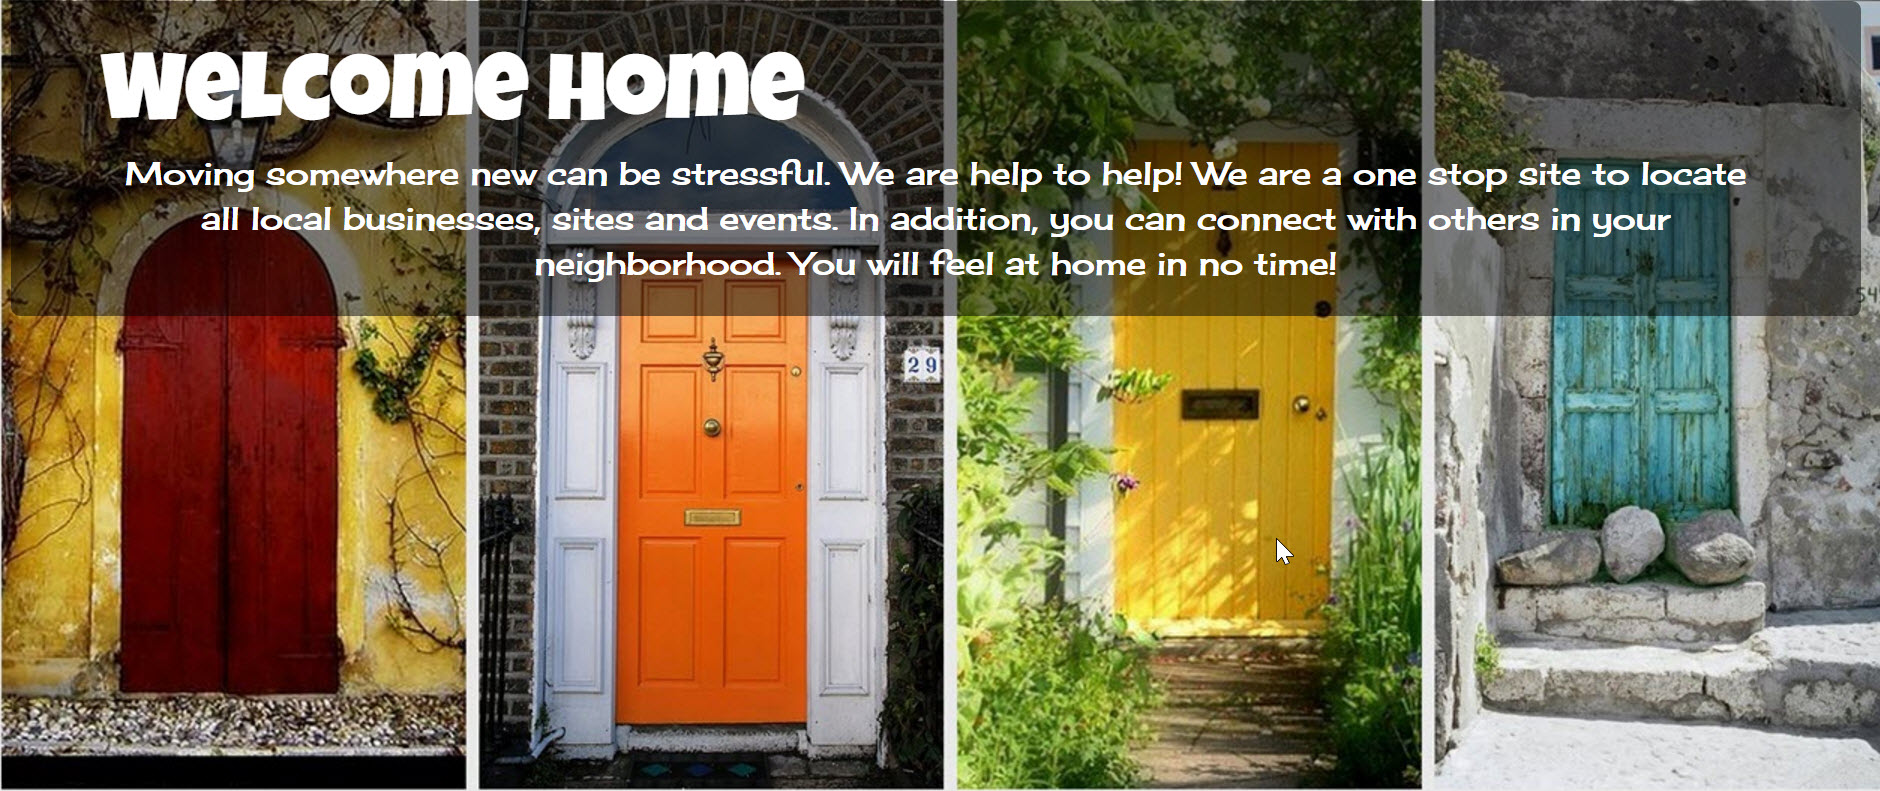 Welcome Home
Moving somewhere new can be stressful. We are help to help! We are a one stop site to locate
all local businesses, sites and events. In addition, you can connect with others in your
neighborhood. You will feel at home in no time!
29